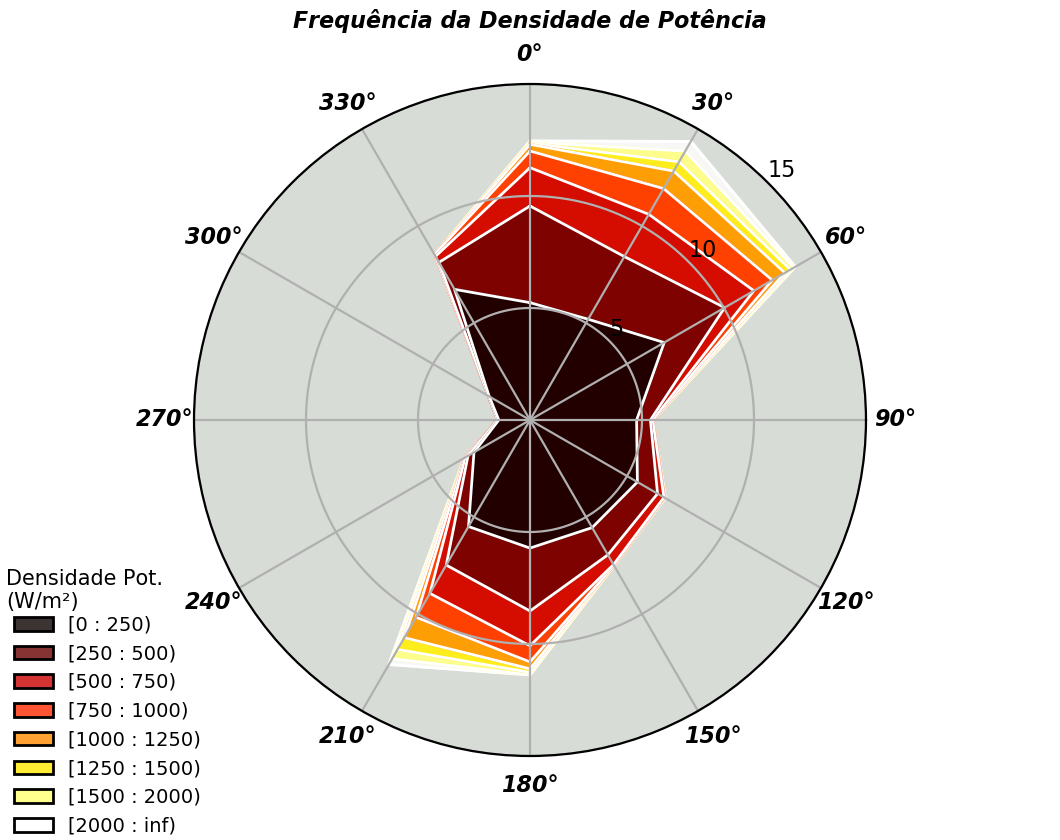 Frequência da Densidade de Potência
0°
330°
30°
15
300°
60°
10
5
270°
90°
Densidade Pot.
(W/m²)
240°
120°
[0 : 250)
[250 : 500)
[500 : 750)
[750 : 1000)
210°
150°
[1000 : 1250)
[1250 : 1500)
180°
[1500 : 2000)
[2000 : inf)